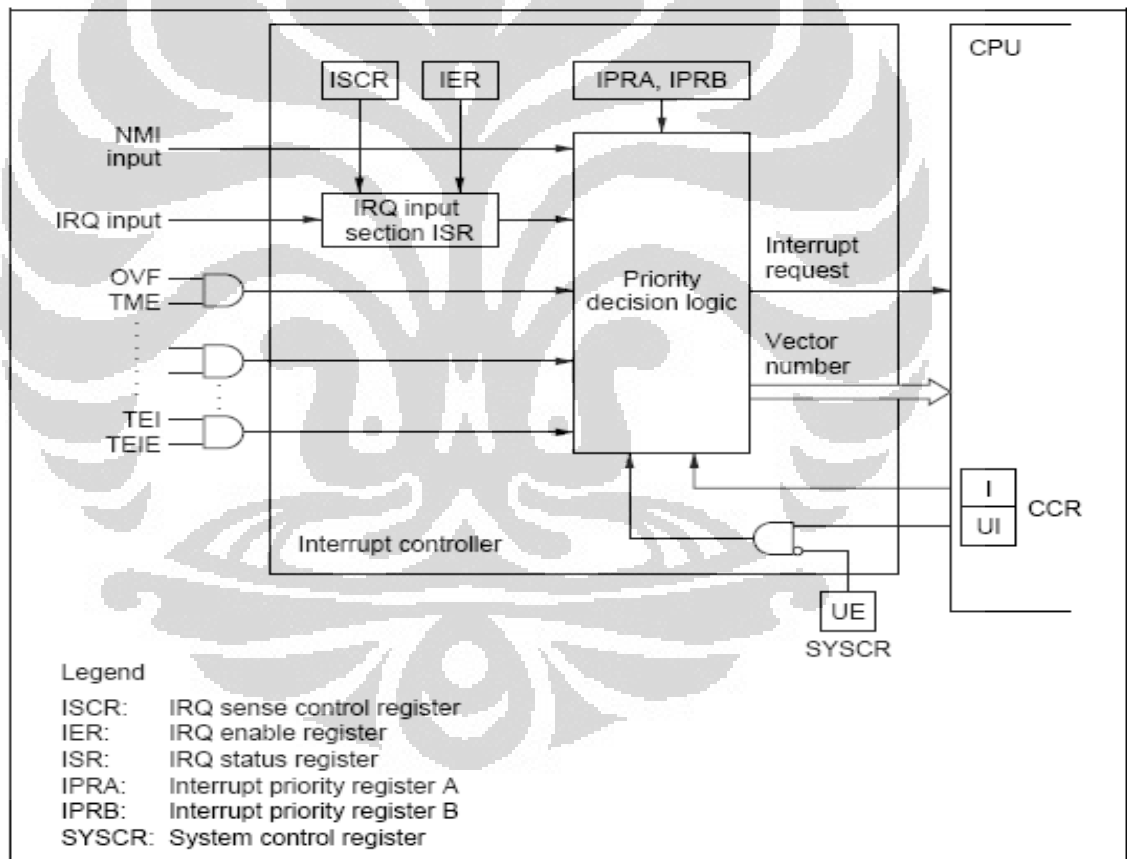 CPU
ISCR
IER
IPRA, IPRB
NMI
input
IRQ input
IRQ input
section ISR
OVF
TME
Priority
decision logic
Interrupt
request
Vector
number
TEI
TEIE
I
UI
CCR
Interrupt controller
UE
SYSCR
Legend
ISCR: IRQ sense control register
IER: IRQ enable register
ISR: IRQ status register
IPRA: Interrupt priority register A
IPRB: Interrupt priority register B
SYSCR: System control register